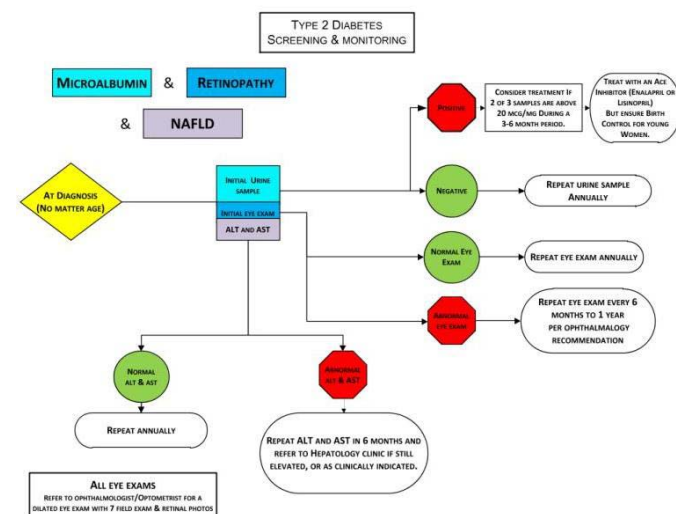 TYPE 2 DIABETES
SCREENING & MONITORING
MICROALBUMIN & RETINOPATHY
& NAFLD
POSITIVE
CONSIDER TREATMENT IF
2 OF 3 SAMPLES ARE ABOVE
20 MCG/MG DURING A
3-6 MONTH PERIOD.
TREAT WITH AN ACE
INHIBITOR (ENALAPRIL OR
LISINOPRIL)
BUT ENSURE BIRTH
CONTROL FOR YOUNG
WOMEN.
AT DIAGNOSIS
(NO MATTER AGE)
INITIAL URINE
SAMPLE
INITIAL EYE EXAM
ALT AND AST
NEGATIVE
REPEAT URINE SAMPLE
ANNUALLY
NORMAL EYE
EXAM
REPEAT EYE EXAM ANNUALLY
ABNORMAL
EYE EXAM
REPEAT EYE EXAM EVERY 6
MONTHS TO 1 YEAR
PER OPHTHALMALOGY
RECOMMENDATION
NORMAL
ALT & AST
REPEAT ANNUALLY
ABNORMAL
ALT & AST
REPEAT ALT AND AST IN 6 MONTHS AND
REFER TO HEPATOLOGY CLINIC IF STILL
ELEVATED, OR AS CLINICALLY INDICATED.
ALL EYE EXAMS
REFER TO OPHTHALMOLOGIST/OPTOMETRIST FOR A
DILATED EYE EXAM WITH 7 FIELD EXAM & RETINAL PHOTOS